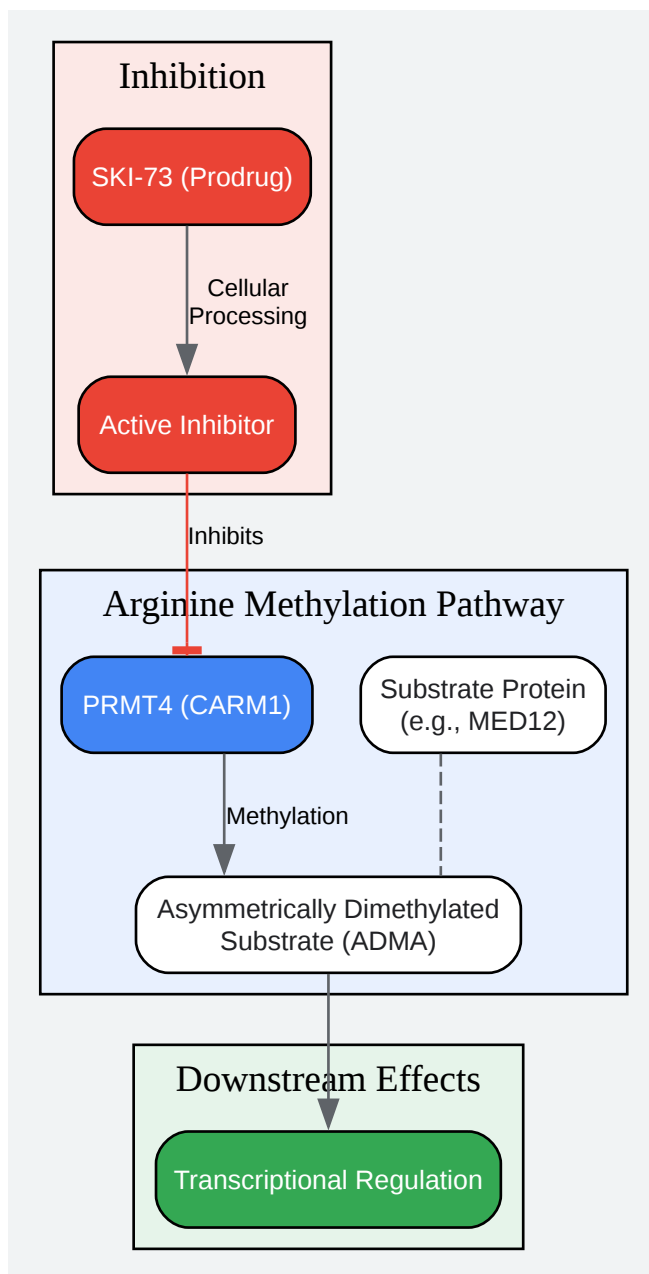 Inhibition
SKI-73 (Prodrug)
Cellular
Processing
Active Inhibitor
Inhibits
Arginine Methylation Pathway
PRMT4 (CARM1)
Substrate Protein
(e.g., MED12)
Methylation
Asymmetrically Dimethylated
Substrate (ADMA)
Downstream Effects
Transcriptional Regulation